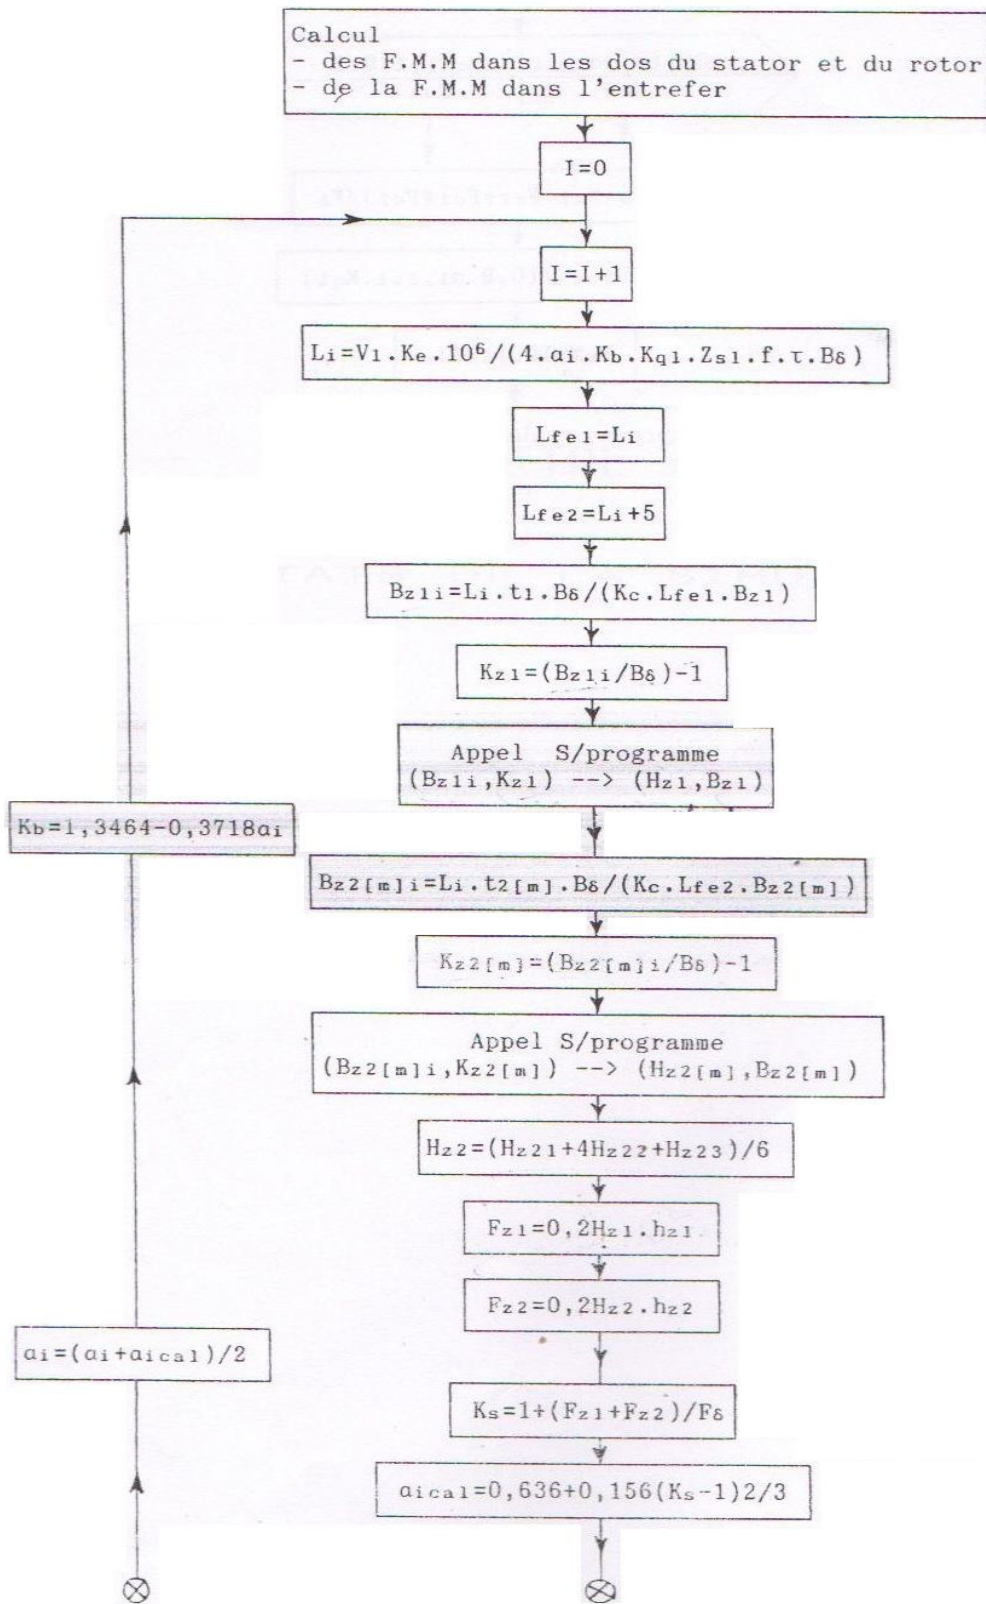 Calcul
- des F.M.M dans les dos du stator et du rotor
- de la F.M.M dans l'entrefer
I=0
I=I+1
Li=V1.Ke.10⁶/(4.αi.Kb.Kq1.Zs1.f.τ.Bδ)
Lfe1=Li
Lfe2=Li+5
Bz1i=Li.t1.Bδ/(Kc.Lfe1.Bz1)
Kz1=(Bz1i/Bδ)-1
Appel S/programme
(Bz1i,Kz1) --> (Hz1,Bz1)
Kb=1,3464-0,3718αi
Bz2[m]i=Li.t2[m].Bδ/(Kc.Lfe2.Bz2[m])
Kz2[m]=(Bz2[m]i/Bδ)-1
Appel S/programme
(Bz2[m]i,Kz2[m]) --> (Hz2[m],Bz2[m])
Hz2=(Hz21+4Hz22+Hz23)/6
Fz1=0,2Hz1.hz1
Fz2=0,2Hz2.hz2
αi=(αi+αical)/2
Ks=1+(Fz1+Fz2)/Fδ
αical=0,636+0,156(Ks-1)2/3